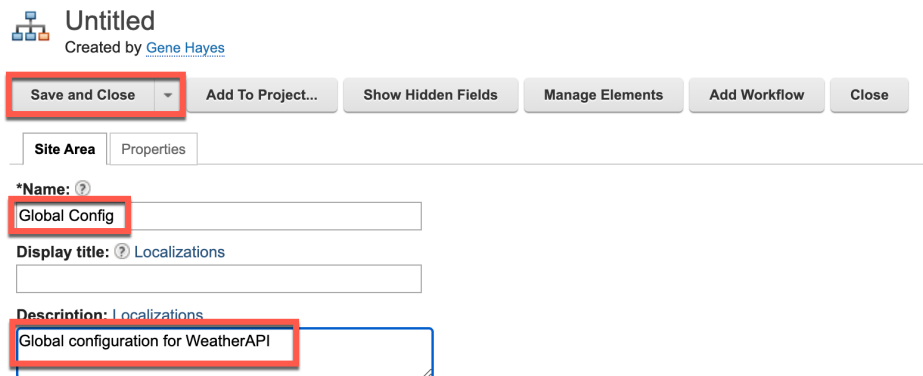 Untitled
Created by Gene Hayes
Save and Close Add To Project... Show Hidden Fields Manage Elements Add Workflow Close
Site Area Properties
*Name: ?
Global Config
Display title: ? Localizations
Description: Localizations
Global configuration for WeatherAPI